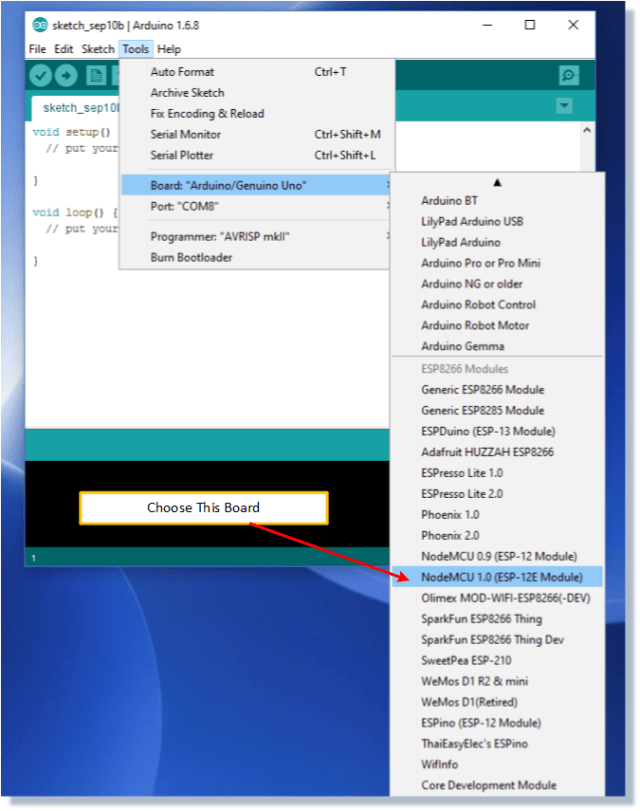 sketch_sep10b | Arduino 1.6.8
File Edit Sketch Tools Help
sketch_sep10b
void setup()
// put your
}
void loop() {
// put your
}
Auto Format Ctrl+T
Archive Sketch
Fix Encoding & Reload
Serial Monitor Ctrl+Shift+M
Serial Plotter Ctrl+Shift+L
Board: "Arduino/Genuino Uno"
Port: "COM8"
Programmer: "AVRISP mkII"
Burn Bootloader
Arduino BT
LilyPad Arduino USB
LilyPad Arduino
Arduino Pro or Pro Mini
Arduino NG or older
Arduino Robot Control
Arduino Robot Motor
Arduino Gemma
ESP8266 Modules
Generic ESP8266 Module
Generic ESP8285 Module
ESPDuino (ESP-13 Module)
Adafruit HUZZAH ESP8266
ESPresso Lite 1.0
ESPresso Lite 2.0
Phoenix 1.0
Phoenix 2.0
NodeMCU 0.9 (ESP-12 Module)
NodeMCU 1.0 (ESP-12E Module)
Olimex MOD-WIFI-ESP8266(-DEV)
SparkFun ESP8266 Thing
SparkFun ESP8266 Thing Dev
SweetPea ESP-210
WeMos D1 R2 & mini
WeMos D1(Retired)
ESPino (ESP-12 Module)
ThaiEasyElec's ESPino
WifInfo
Core Development Module
Choose This Board
1